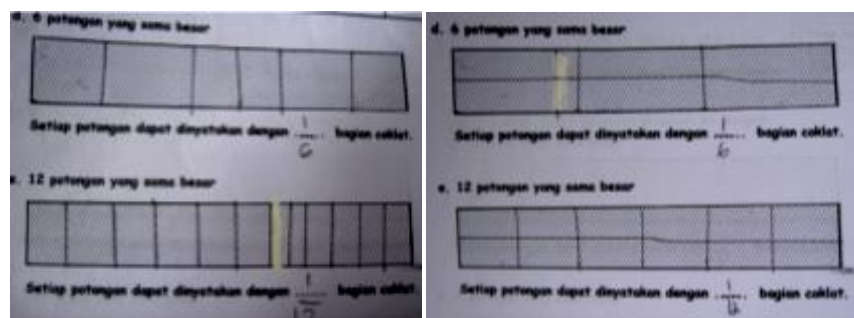 d. 6 potongan yang sama besar
Setiap potongan dapat dinyatakan dengan 1/6 bagian coklat.
e. 12 potongan yang sama besar
Setiap potongan dapat dinyatakan dengan 1/12 bagian coklat.
d. 6 potongan yang sama besar
Setiap potongan dapat dinyatakan dengan 1/6 bagian coklat.
e. 12 potongan yang sama besar
Setiap potongan dapat dinyatakan dengan 1/12 bagian coklat.